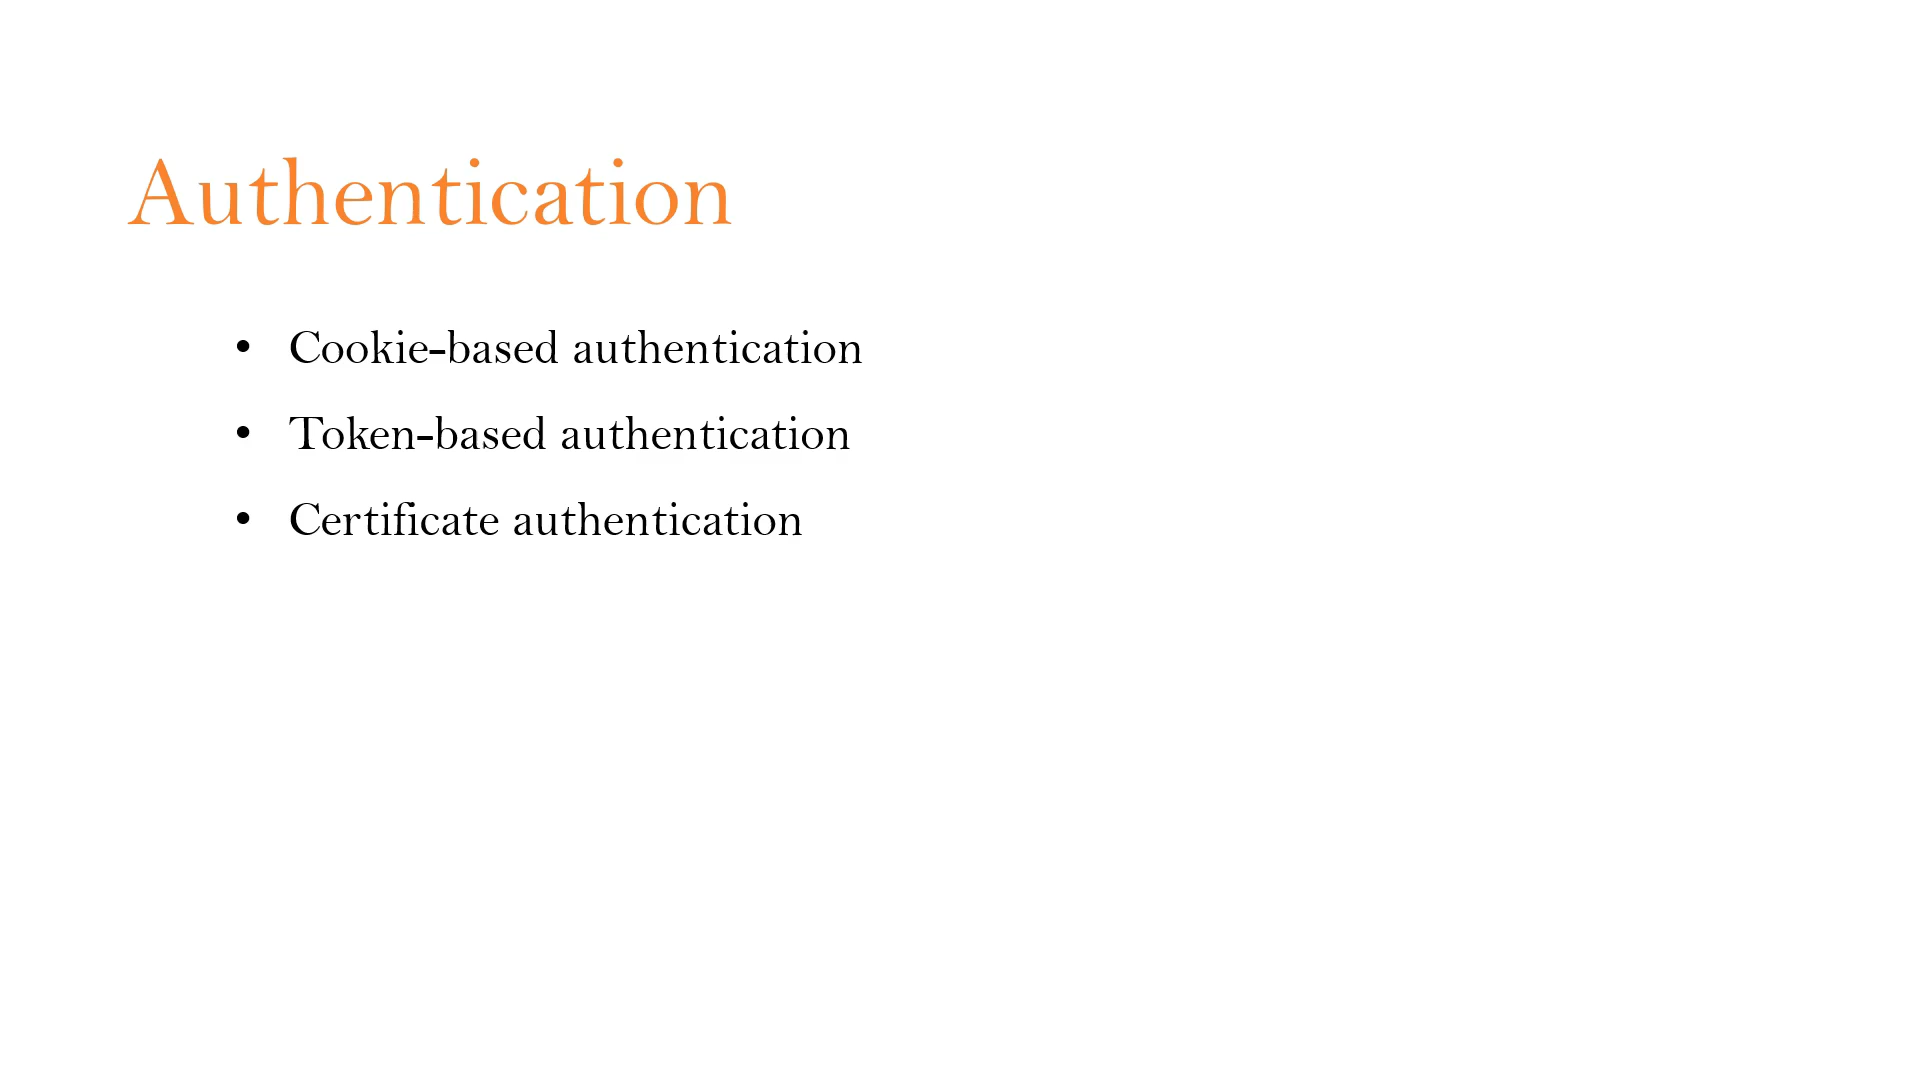 Authentication
• Cookie-based authentication
• Token-based authentication
• Certificate authentication